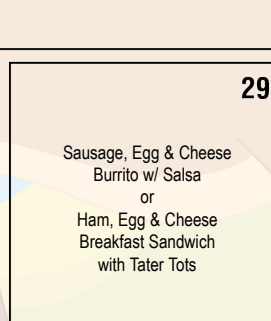 29
Sausage, Egg & Cheese
Burrito w/ Salsa
or
Ham, Egg & Cheese
Breakfast Sandwich
with Tater Tots